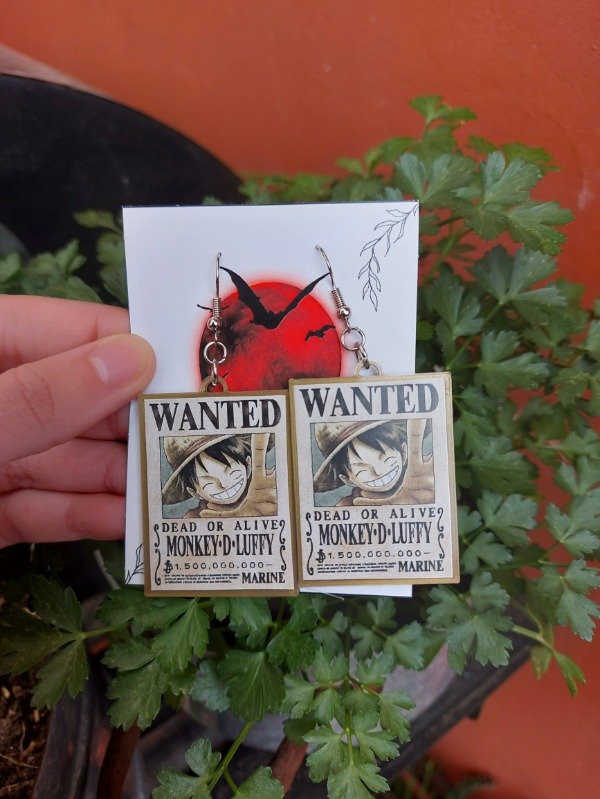 WANTED
DEAD OR ALIVE
MONKEY·D·LUFFY
฿1,500,000,000-
MARINE
WANTED
DEAD OR ALIVE
MONKEY·D·LUFFY
฿1,500,000,000-
MARINE